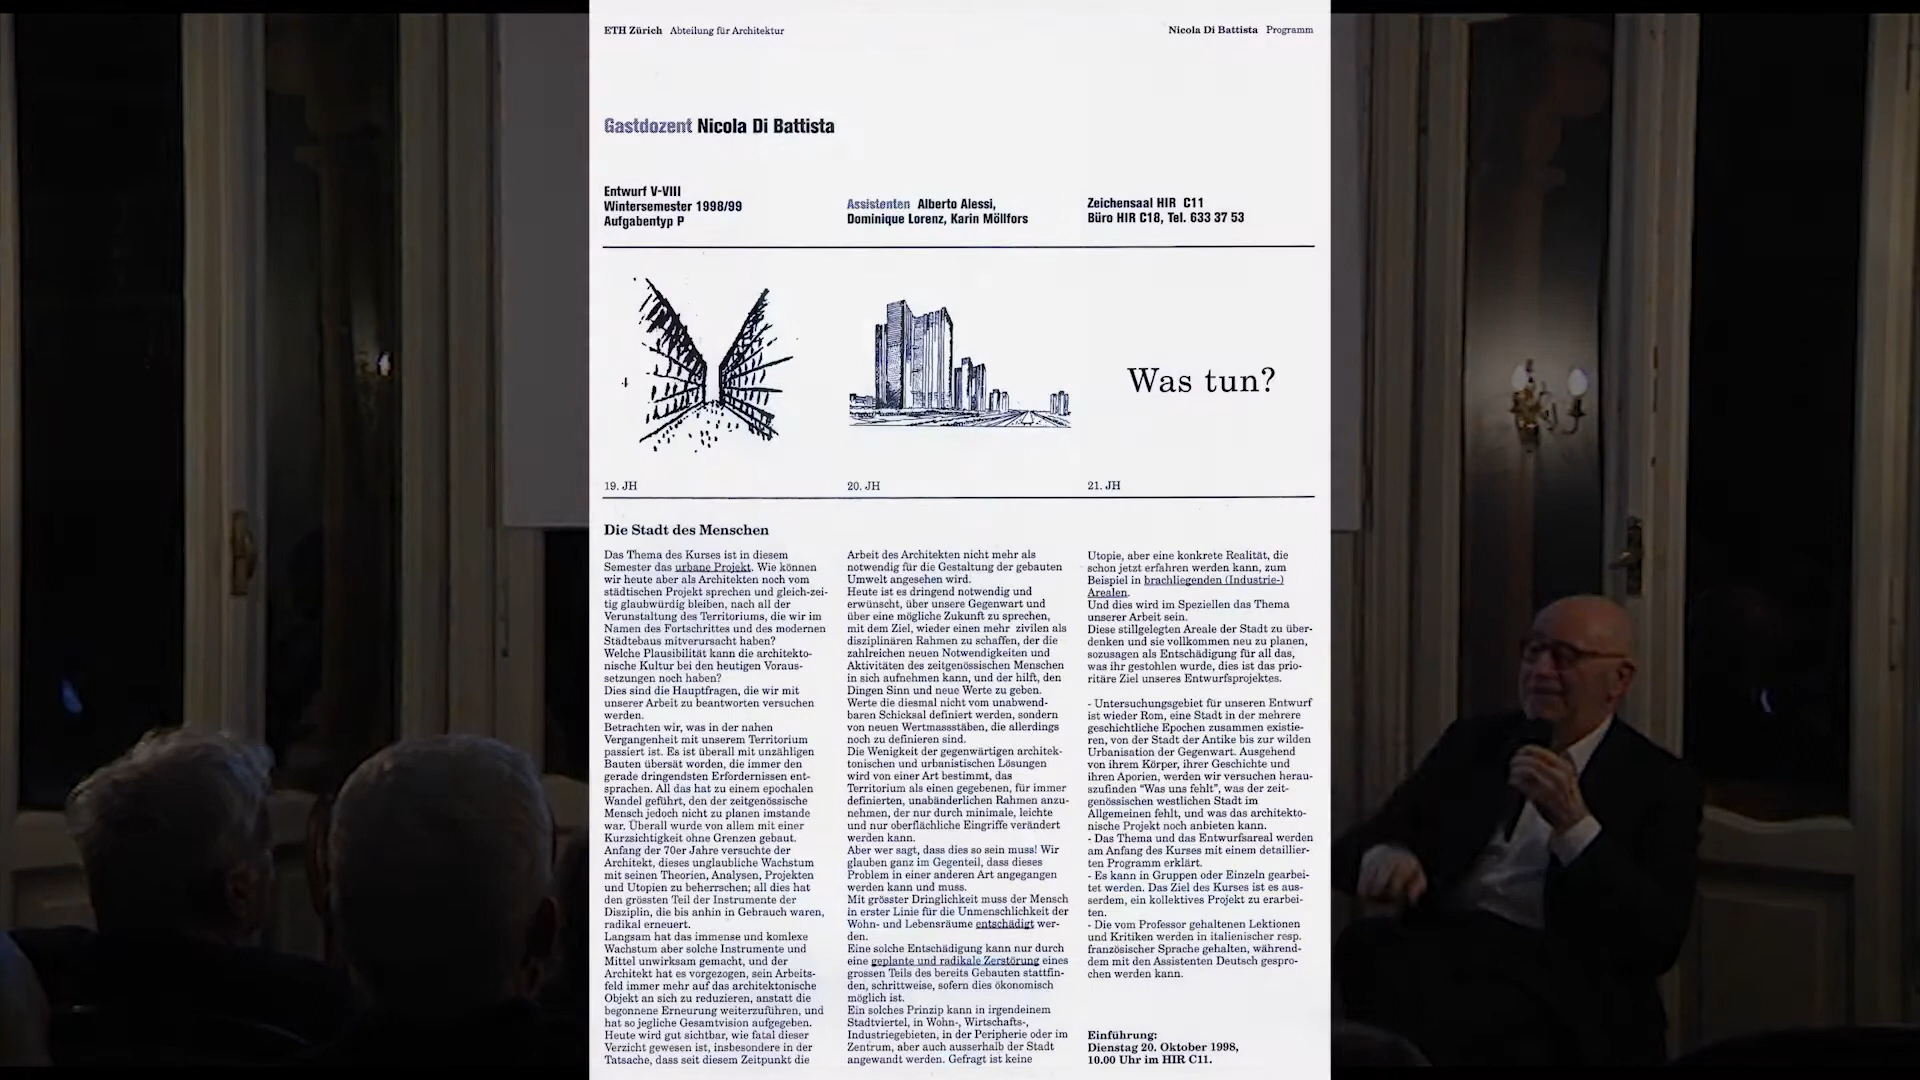 ETH Zürich Abteilung für Architektur
Nicola Di Battista Programm
Gastdozent Nicola Di Battista
Entwurf V-VIII
Wintersemester 1998/99
Aufgabentyp P
Assistenten Alberto Alessi,
Dominique Lorenz, Karin Möllfors
Zeichensaal HIR C11
Büro HIR C18, Tel. 633 37 53
Was tun?
19. JH
20. JH
21. JH
Die Stadt des Menschen
Das Thema des Kurses ist in diesem
Semester das urbane Projekt. Wie können
wir heute aber als Architekten noch vom
städtischen Projekt sprechen und gleich-zei-
tig glaubwürdig bleiben, nach all der
Verunstaltung des Territoriums, die wir im
Namen des Fortschrittes und des modernen
Städtebaus mitverursacht haben?
Welche Plausibilität kann die architekto-
nische Kultur bei den heutigen Voraus-
setzungen noch haben?
Dies sind die Hauptfragen, die wir mit
unserer Arbeit zu beantworten versuchen
werden.
Betrachten wir, was in der nahen
Vergangenheit mit unserem Territorium
passiert ist. Es ist überall mit unzähligen
Bauten übersät worden, die immer den
gerade dringendsten Erfordernissen ent-
sprachen. All das hat zu einem epochalen
Wandel geführt, den der zeitgenössische
Mensch jedoch nicht zu planen imstande
war. Überall wurde von allem mit einer
Kurzsichtigkeit ohne Grenzen gebaut.
Anfang der 70er Jahre versuchte der
Architekt, dieses unglaubliche Wachstum
mit seinen Theorien, Analysen, Projekten
und Utopien zu beherrschen; all dies hat
den grössten Teil der Instrumente der
Disziplin, die bis anhin in Gebrauch waren,
radikal erneuert.
Langsam hat das immense und komlexe
Wachstum aber solche Instrumente und
Mittel unwirksam gemacht, und der
Architekt hat es vorgezogen, sein Arbeits-
feld immer mehr auf das architektonische
Objekt an sich zu reduzieren, anstatt die
begonnene Erneurung weiterzuführen, und
hat so jegliche Gesamtvision aufgegeben.
Heute wird gut sichtbar, wie fatal dieser
Verzicht gewesen ist, insbesondere in der
Tatsache, dass seit diesem Zeitpunkt die
Arbeit des Architekten nicht mehr als
notwendig für die Gestaltung der gebauten
Umwelt angesehen wird.
Heute ist es dringend notwendig und
erwünscht, über unsere Gegenwart und
über eine mögliche Zukunft zu sprechen,
mit dem Ziel, wieder einen mehr zivilen als
disziplinären Rahmen zu schaffen, der die
zahlreichen neuen Notwendigkeiten und
Aktivitäten des zeitgenössischen Menschen
in sich aufnehmen kann, und der hilft, den
Dingen Sinn und neue Werte zu geben.
Werte die diesmal nicht vom unabwend-
baren Schicksal definiert werden, sondern
von neuen Wertmassstäben, die allerdings
noch zu definieren sind.
Die Wenigkeit der gegenwärtigen architek-
tonischen und urbanistischen Lösungen
wird von einer Art bestimmt, das
Territorium als einen gegebenen, für immer
definierten, unabänderlichen Rahmen anzu-
nehmen, der nur durch minimale, leichte
und nur oberflächliche Eingriffe verändert
werden kann.
Aber wer sagt, dass dies so sein muss! Wir
glauben ganz im Gegenteil, dass dieses
Problem in einer anderen Art angegangen
werden kann und muss.
Mit grösster Dringlichkeit muss der Mensch
in erster Linie für die Unmenschlichkeit der
Wohn- und Lebensräume entschädigt wer-
den.
Eine solche Entschädigung kann nur durch
eine geplante und radikale Zerstörung eines
grossen Teils des bereits Gebauten stattfin-
den, schrittweise, sofern dies ökonomisch
möglich ist.
Ein solches Prinzip kann in irgendeinem
Stadtviertel, in Wohn-, Wirtschafts-,
Industriegebieten, in der Peripherie oder im
Zentrum, aber auch ausserhalb der Stadt
angewandt werden. Gefragt ist keine
Utopie, aber eine konkrete Realität, die
schon jetzt erfahren werden kann, zum
Beispiel in brachliegenden (Industrie-)
Arealen.
Und dies wird im Speziellen das Thema
unserer Arbeit sein.
Diese stillgelegten Areale der Stadt zu über-
denken und sie vollkommen neu zu planen,
sozusagen als Entschädigung für all das,
was ihr gestohlen wurde, dies ist das prio-
ritäre Ziel unseres Entwurfsprojektes.
- Untersuchungsgebiet für unseren Entwurf
ist wieder Rom, eine Stadt in der mehrere
geschichtliche Epochen zusammen existie-
ren, von der Stadt der Antike bis zur wilden
Urbanisation der Gegenwart. Ausgehend
von ihrem Körper, ihrer Geschichte und
ihren Aporien, werden wir versuchen herau-
szufinden "Was uns fehlt", was der zeit-
genössischen westlichen Stadt im
Allgemeinen fehlt, und was das architekto-
nische Projekt noch anbieten kann.
- Das Thema und das Entwurfsareal werden
am Anfang des Kurses mit einem detaillier-
ten Programm erklärt.
- Es kann in Gruppen oder Einzeln gearbei-
tet werden. Das Ziel des Kurses ist es aus-
serdem, ein kollektives Projekt zu erarbei-
ten.
- Die vom Professor gehaltenen Lektionen
und Kritiken werden in italienischer resp.
französischer Sprache gehalten, während-
dem mit den Assistenten Deutsch gespro-
chen werden kann.
Einführung:
Dienstag 20. Oktober 1998,
10.00 Uhr im HIR C11.